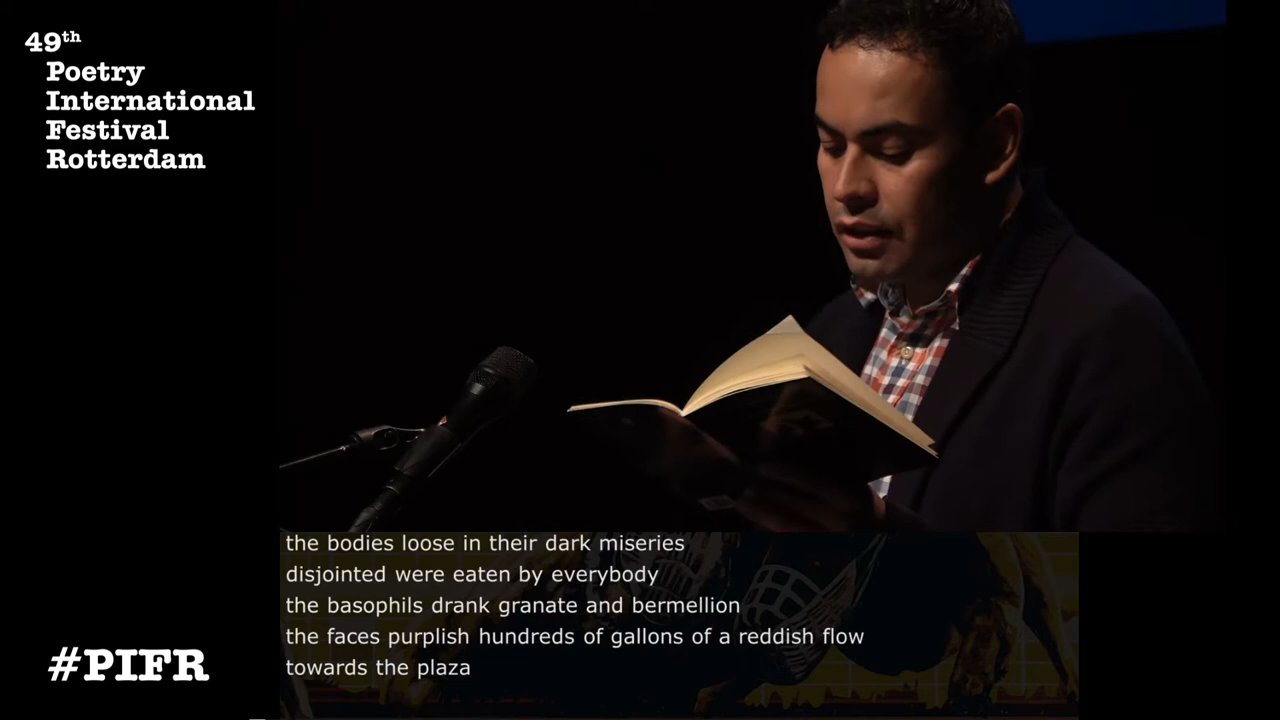 49th
Poetry
International
Festival
Rotterdam
the bodies loose in their dark miseries
disjointed were eaten by everybody
the basophils drank granate and bermellion
the faces purplish hundreds of gallons of a reddish flow
towards the plaza
#PIFR